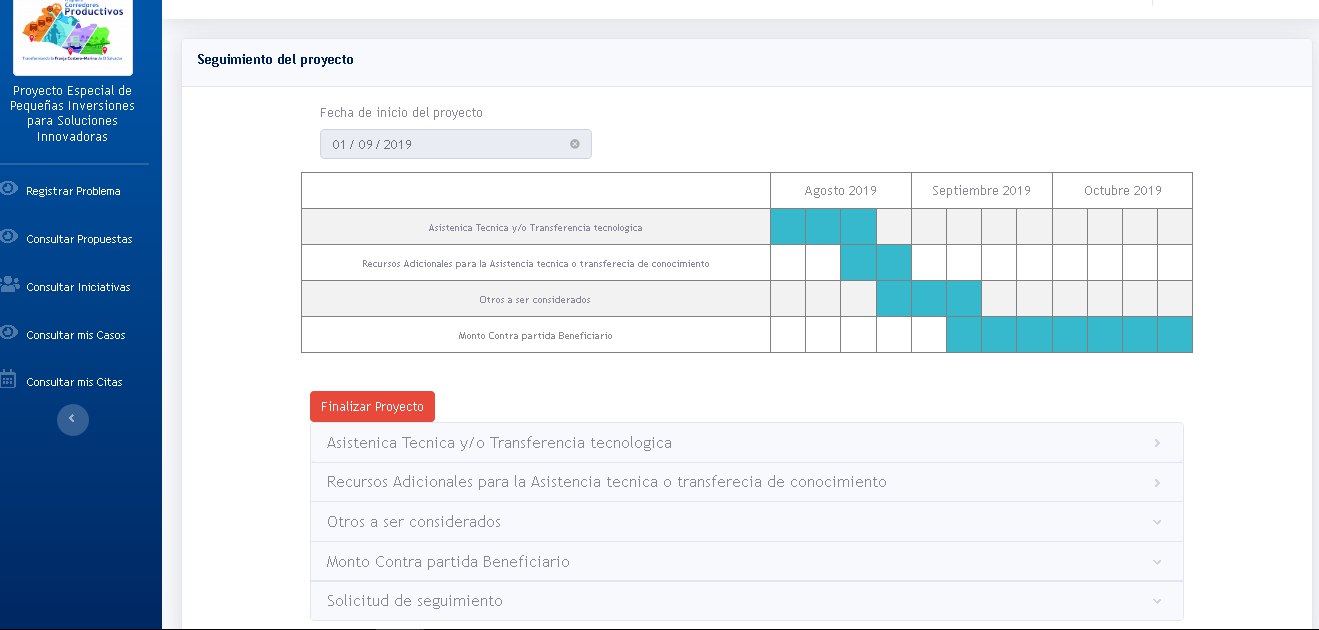 Corredores
Productivos
Transformando la Franja Costero-Marina de El Salvador
Proyecto Especial de
Pequeñas Inversiones
para Soluciones
Innovadoras
Registrar Problema
Consultar Propuestas
Consultar Iniciativas
Consultar mis Casos
Consultar mis Citas
Seguimiento del proyecto
Fecha de inicio del proyecto
01 / 09 / 2019
Agosto 2019 Septiembre 2019 Octubre 2019
Asistenica Tecnica y/o Transferencia tecnologica
Recursos Adicionales para la Asistencia tecnica o transferecia de conocimiento
Otros a ser considerados
Monto Contra partida Beneficiario
Finalizar Proyecto
Asistenica Tecnica y/o Transferencia tecnologica
Recursos Adicionales para la Asistencia tecnica o transferecia de conocimiento
Otros a ser considerados
Monto Contra partida Beneficiario
Solicitud de seguimiento